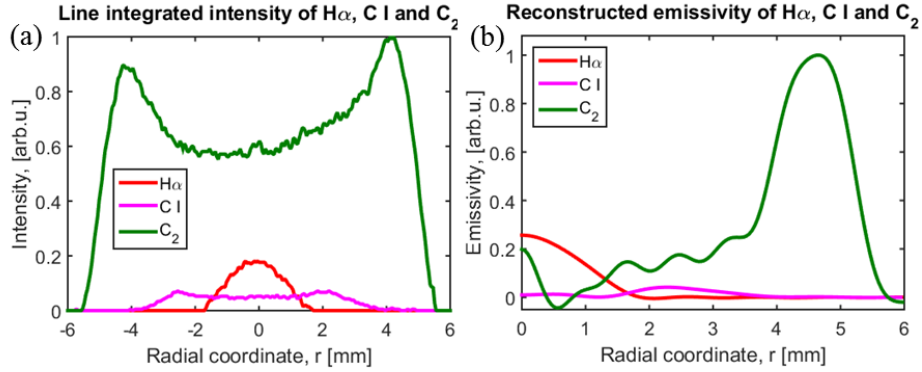 Line integrated intensity of Hα, C I and C₂
(a)
1
0.8
0.6
0.4
0.2
0
Intensity, [arb.u.]
Hα
C I
C₂
-6 -4 -2 0 2 4 6
Radial coordinate, r [mm]
Reconstructed emissivity of Hα, C I and C₂
(b)
1
0.8
0.6
0.4
0.2
0
Emissivity, [arb.u.]
Hα
C I
C₂
0 1 2 3 4 5 6
Radial coordinate, r [mm]